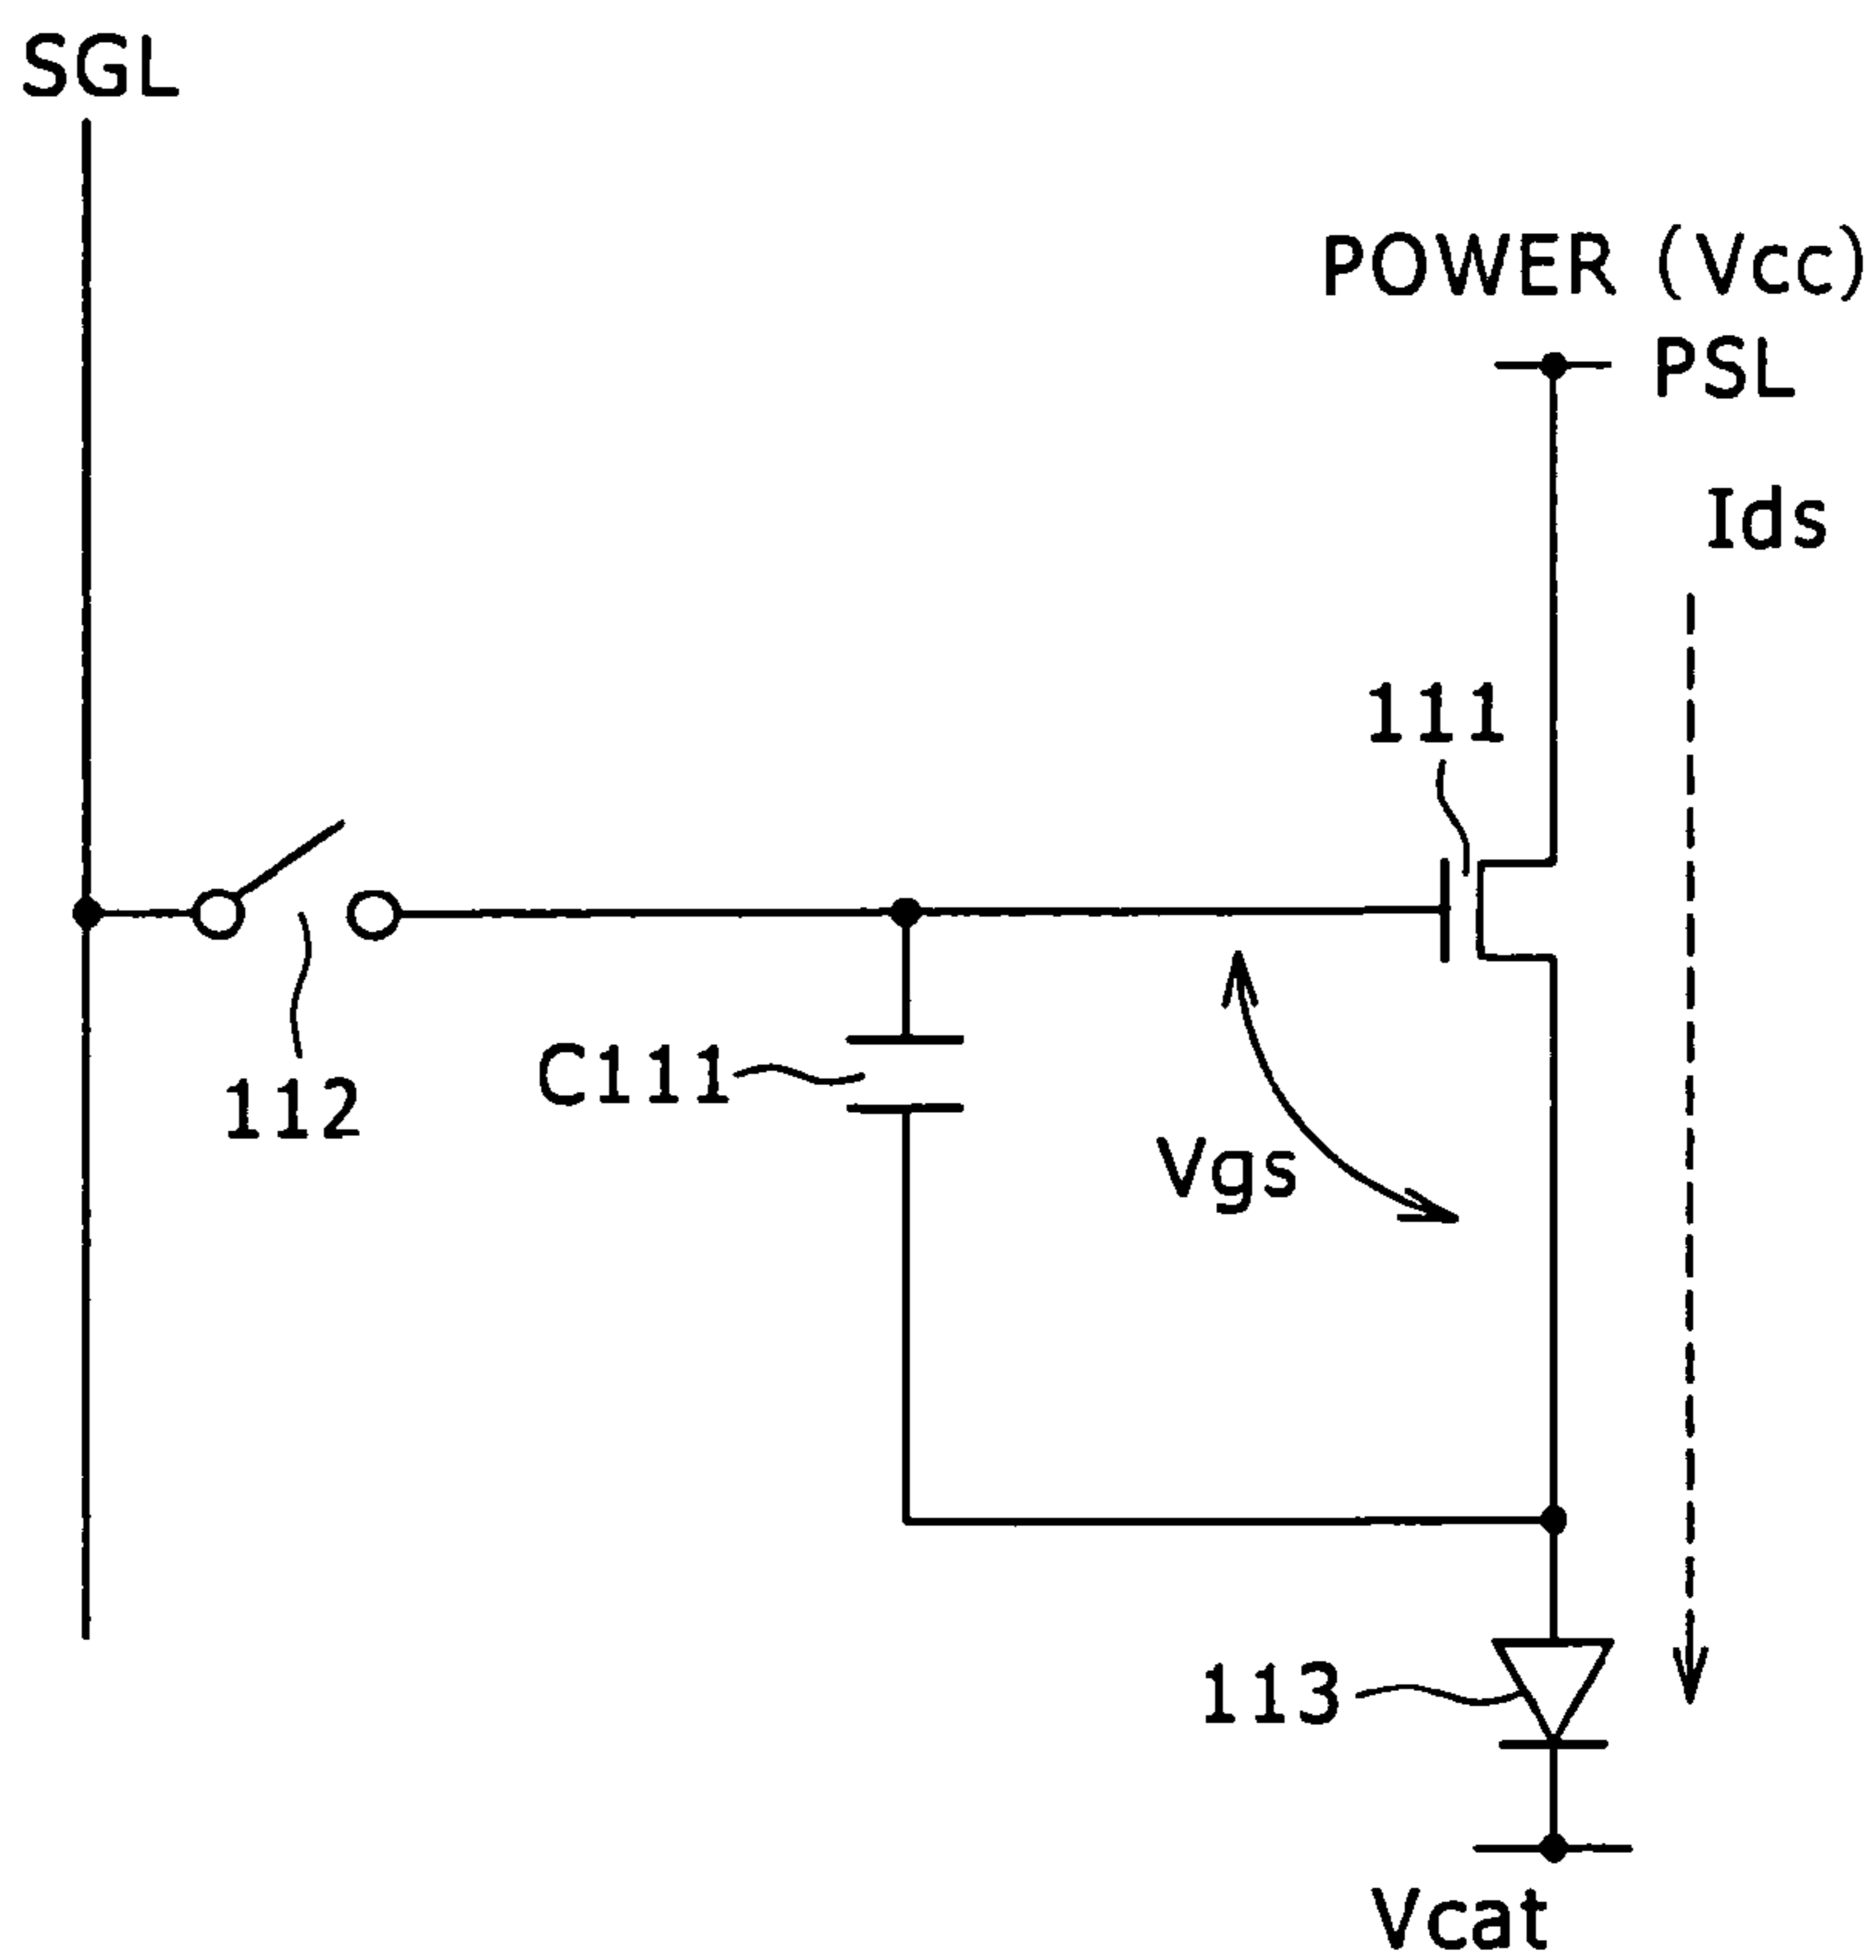 SGL
POWER (Vcc)
PSL
Ids
111
112
C111
Vgs
113
Vcat